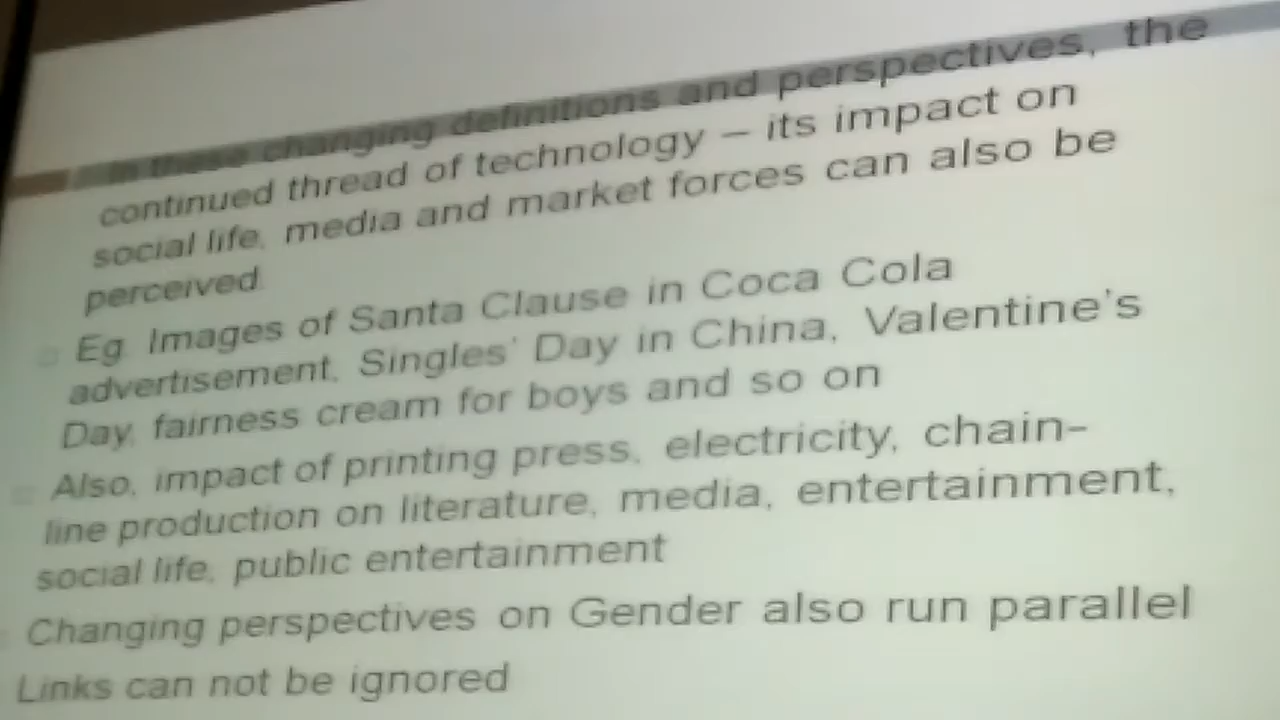 In these changing definitions and perspectives, the
continued thread of technology – its impact on
social life, media and market forces can also be
perceived.
Eg. Images of Santa Clause in Coca Cola
advertisement, Singles' Day in China, Valentine's
Day, fairness cream for boys and so on
Also, impact of printing press, electricity, chain-
line production on literature, media, entertainment,
social life, public entertainment
Changing perspectives on Gender also run parallel
Links can not be ignored